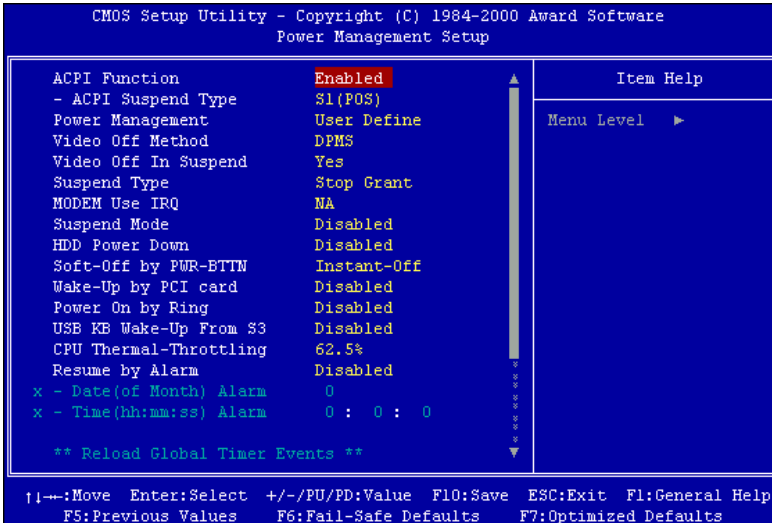 CMOS Setup Utility - Copyright (C) 1984-2000 Award Software
Power Management Setup
ACPI Function Enabled
- ACPI Suspend Type S1(POS)
Power Management User Define
Video Off Method DPMS
Video Off In Suspend Yes
Suspend Type Stop Grant
MODEM Use IRQ NA
Suspend Mode Disabled
HDD Power Down Disabled
Soft-Off by PWR-BTTN Instant-Off
Wake-Up by PCI card Disabled
Power On by Ring Disabled
USB KB Wake-Up From S3 Disabled
CPU Thermal-Throttling 62.5%
Resume by Alarm Disabled
x - Date(of Month) Alarm 0
x - Time(hh:mm:ss) Alarm 0 : 0 : 0
** Reload Global Timer Events **
Item Help
Menu Level ►
↑↓→←:Move Enter:Select +/-/PU/PD:Value F10:Save ESC:Exit F1:General Help
F5:Previous Values F6:Fail-Safe Defaults F7:Optimized Defaults